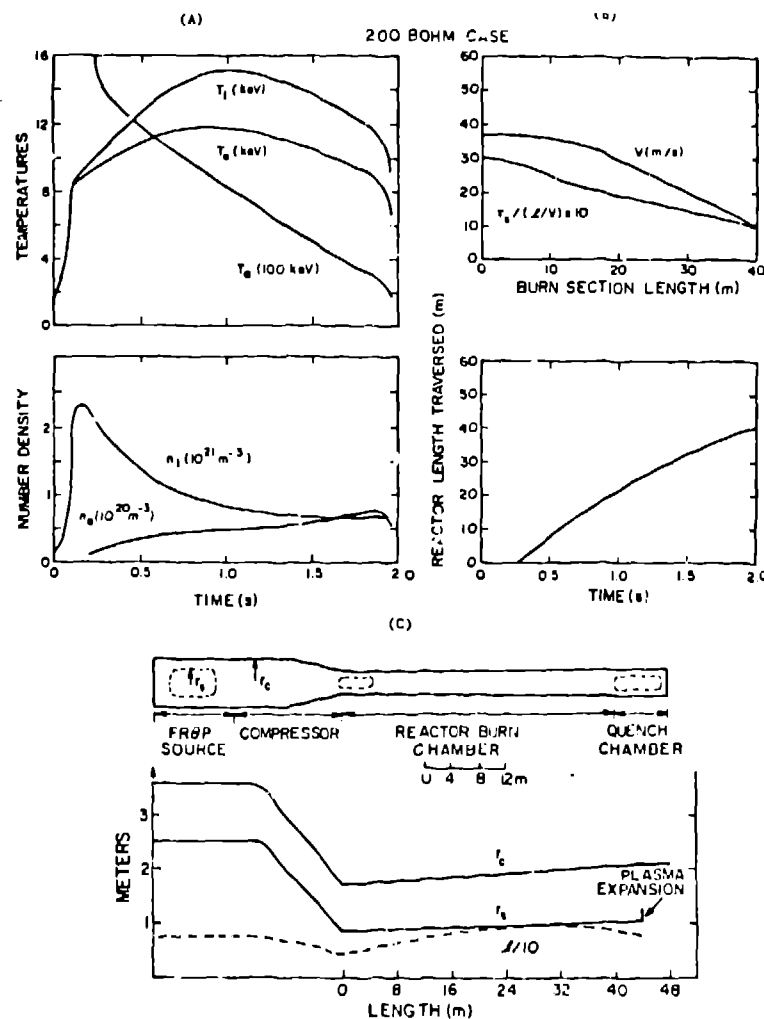 (A)
200 BOHM CASE
TEMPERATURES
16
12
8
4
0
T_i (keV)
T_e (keV)
T_α (100 keV)
60
50
40
30
20
10
0
V(m/s)
τ_s/(ℓ/V) x 10
0 10 20 30 40
BURN SECTION LENGTH (m)
NUMBER DENSITY
2
1
0
n_i (10^21 m^-3)
n_α (10^20 m^-3)
0 0.5 1.0 1.5 2.0
TIME (s)
REACTOR LENGTH TRAVERSED (m)
60
50
40
30
20
10
0
0 0.5 1.0 1.5 2.0
TIME (s)
(C)
r_s
r_c
FRθP SOURCE
COMPRESSOR
REACTOR BURN CHAMBER
QUENCH CHAMBER
0 4 8 12m
METERS
3
2
1
r_c
r_s
ℓ/10
PLASMA EXPANSION
0 8 16 24 32 40 48
LENGTH (m)